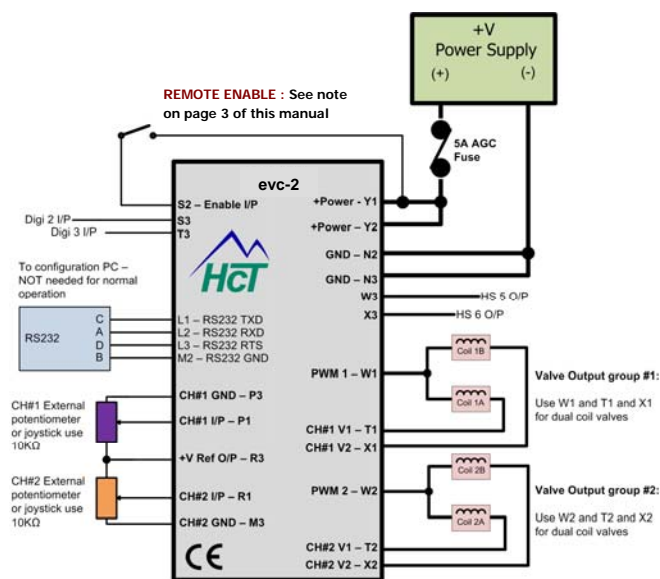 +V
Power Supply
(+)
(-)
REMOTE ENABLE : See note
on page 3 of this manual
5A AGC
Fuse
evc-2
S2 – Enable I/P
Digi 2 I/P
S3
Digi 3 I/P
T3
+Power - Y1
+Power – Y2
GND – N2
GND – N3
W3
HS 5 O/P
X3
HS 6 O/P
HCT
To configuration PC –
NOT needed for normal
operation
RS232
C
A
D
B
L1 – RS232 TXD
L2 – RS232 RXD
L3 – RS232 RTS
M2 – RS232 GND
CH#1 External
potentiometer
or joystick use
10KΩ
CH#1 GND – P3
CH#1 I/P – P1
+V Ref O/P – R3
CH#2 External
potentiometer
or joystick use
10KΩ
CH#2 I/P – R1
CH#2 GND – M3
PWM 1 – W1
Coil 1B
Coil 1A
CH#1 V1 – T1
CH#1 V2 – X1
Valve Output group #1:
Use W1 and T1 and X1
for dual coil valves
PWM 2 – W2
Coil 2B
Coil 2A
CH#2 V1 – T2
CH#2 V2 – X2
Valve Output group #2:
Use W2 and T2 and X2
for dual coil valves
CE